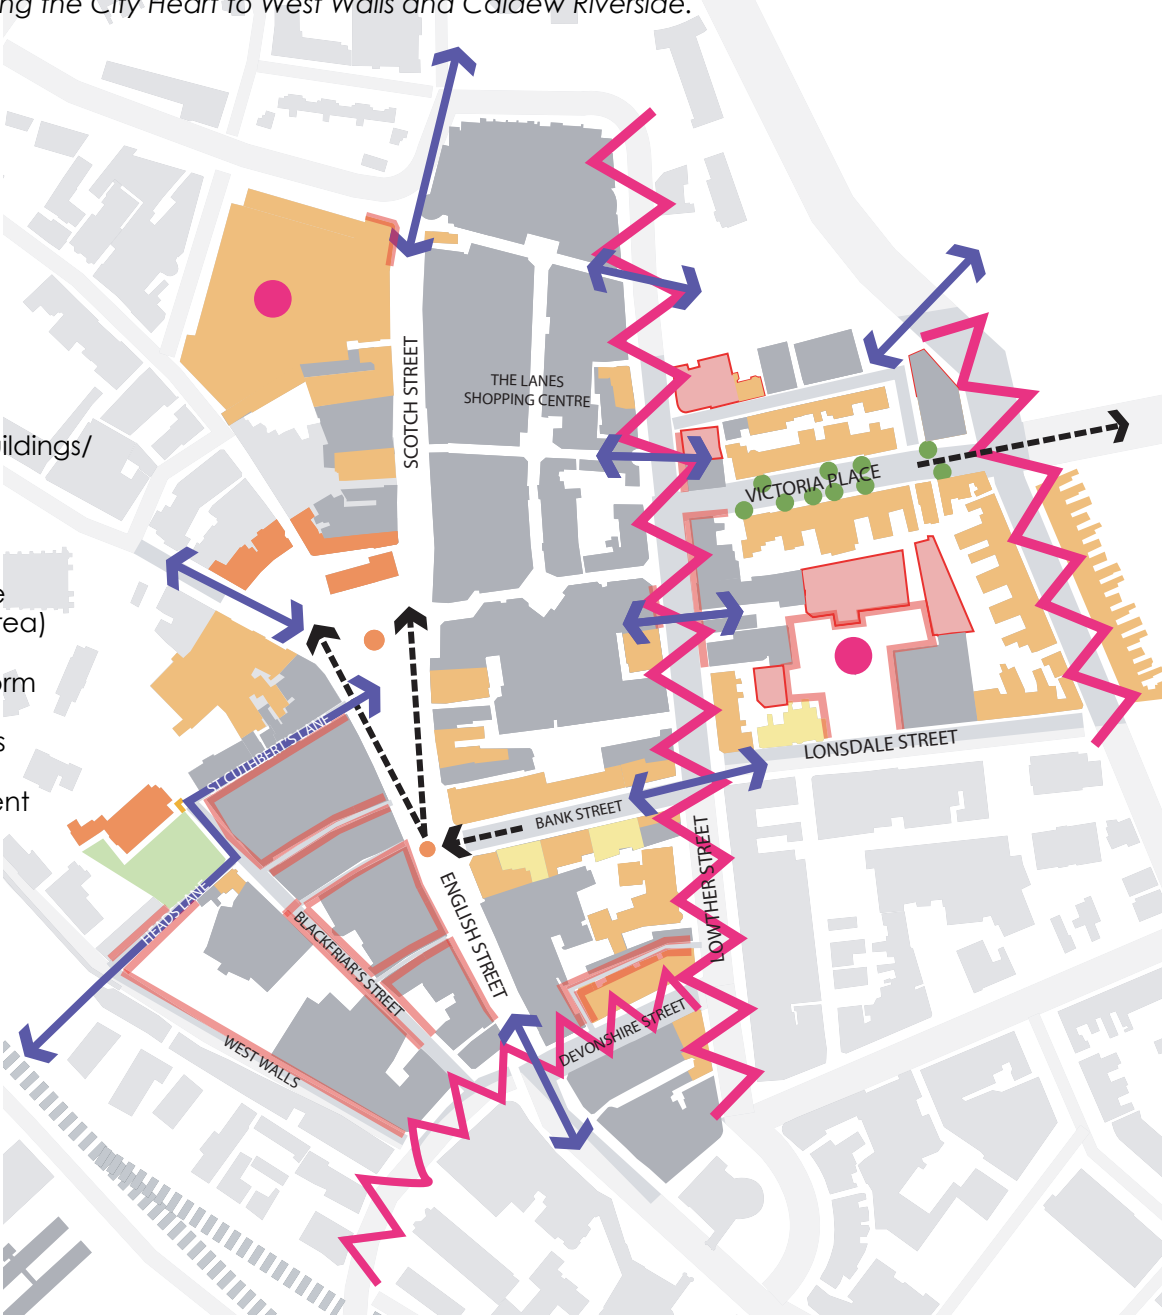 ng the City Heart to West Walls and Caldew Riverside.
SCOTCH STREET
THE LANES
SHOPPING CENTRE
uildings/
VICTORIA PLACE
e
rea)
orm
s
ent
ST CUTHBERT'S LANE
LONSDALE STREET
BANK STREET
LOWTHER STREET
ENGLISH STREET
HEADS LANE
BLACKFRIAR'S STREET
DEVONSHIRE STREET
WEST WALLS